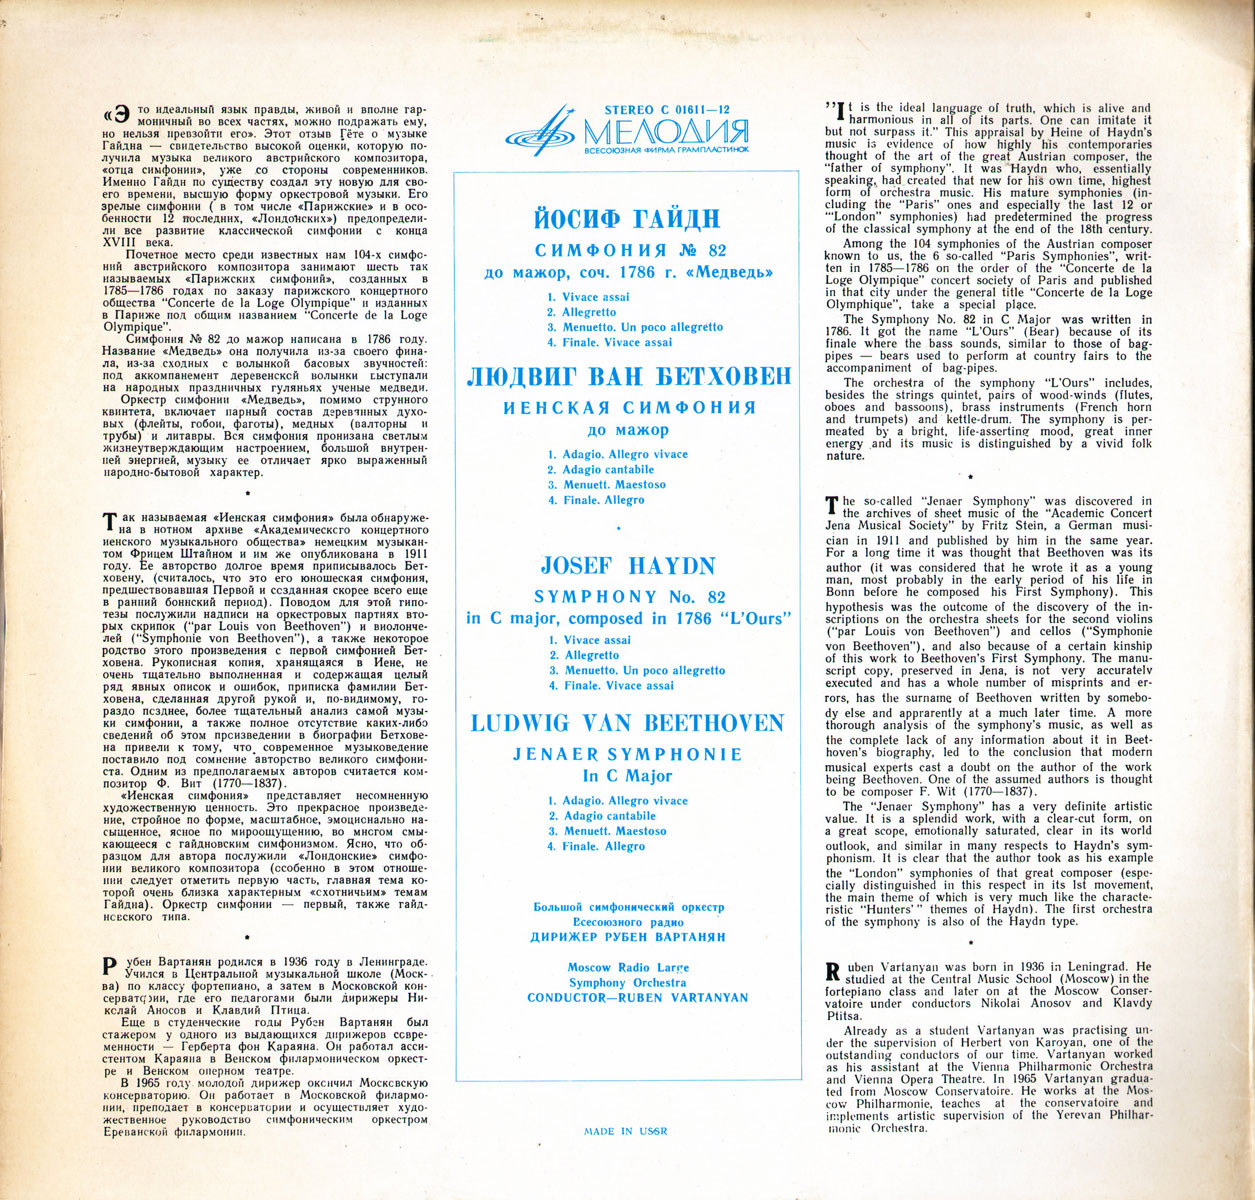 «Это идеальный язык правды, живой и вполне гар-
моничный во всех частях, можно подражать ему,
но нельзя превзойти его». Этот отзыв Гёте о музыке
Гайдна — свидетельство высокой оценки, которую по-
лучила музыка великого австрийского композитора,
«отца симфонии», уже со стороны современников.
Именно Гайдн по существу создал эту новую для сво-
его времени, высшую форму оркестровой музыки. Его
зрелые симфонии ( в том числе «Парижские» и в осо-
бенности 12 последних, «Лондонских») предопредели-
ли все развитие классической симфонии с конца
XVIII века.
Почетное место среди известных нам 104-х симфо-
ний австрийского композитора занимают шесть так
называемых «Парижских симфоний», созданных в
1785—1786 годах по заказу парижского концертного
общества "Concerte de la Loge Olympique" и изданных
в Париже под общим названием "Concerte de la Loge
Olympique".
Симфония № 82 до мажор написана в 1786 году.
Название «Медведь» она получила из-за своего фина-
ла, из-за сходных с волынкой басовых звучностей:
под аккомпанемент деревенской волынки выступали
на народных праздничных гуляньях ученые медведи.
Оркестр симфонии «Медведь», помимо струнного
квинтета, включает парный состав деревянных духо-
вых (флейты, гобои, фаготы), медных (валторны и
трубы) и литавры. Вся симфония пронизана светлым
жизнеутверждающим настроением, большой внутрен-
ней энергией, музыку ее отличает ярко выраженный
народно-бытовой характер.
*
Так называемая «Иенская симфония» была обнаруже-
на в нотном архиве «Академического концертного
иенского музыкального общества» немецким музыкан-
том Фрицем Штайном и им же опубликована в 1911
году. Ее авторство долгое время приписывалось Бет-
ховену, (считалось, что это его юношеская симфония,
предшествовавшая Первой и созданная скорее всего еще
в ранний боннский период). Поводом для этой гипо-
тезы послужили надписи на оркестровых партиях вто-
рых скрипок ("par Louis von Beethoven") и виолонче-
лей ("Symphonie von Beethoven"), а также некоторое
родство этого произведения с первой симфонией Бет-
ховена. Рукописная копия, хранящаяся в Иене, не
очень тщательно выполненная и содержащая целый
ряд явных описок и ошибок, приписка фамилии Бет-
ховена, сделанная другой рукой и, по-видимому, го-
раздо позднее, более тщательный анализ самой музы-
ки симфонии, а также полное отсутствие каких-либо
сведений об этом произведении в биографии Бетхове-
на привели к тому, что современное музыковедение
поставило под сомнение авторство великого симфони-
ста. Одним из предполагаемых авторов считается ком-
позитор Ф. Вит (1770—1837).
«Иенская симфония» представляет несомненную
художественную ценность. Это прекрасное произведе-
ние, стройное по форме, масштабное, эмоционально на-
сыщенное, ясное по мироощущению, во многом смы-
кающееся с гайдновским симфонизмом. Ясно, что об-
разцом для автора послужили «Лондонские» симфо-
нии великого композитора (особенно в этом отноше-
нии следует отметить первую часть, главная тема ко-
торой очень близка характерным «охотничьим» темам
Гайдна). Оркестр симфонии — первый, также гайд-
новского типа.
*
Рубен Вартанян родился в 1936 году в Ленинграде.
Учился в Центральной музыкальной школе (Моск-
ва) по классу фортепиано, а затем в Московской кон-
серватории, где его педагогами были дирижеры Ни-
колай Аносов и Клавдий Птица.
Еще в студенческие годы Рубен Вартанян был
стажером у одного из выдающихся дирижеров совре-
менности — Герберта фон Караяна. Он работал асси-
стентом Караяна в Венском филармоническом оркест-
ре и Венском оперном театре.
В 1965 году молодой дирижер окончил Московскую
консерваторию. Он работает в Московской филармо-
нии, преподает в консерватории и осуществляет худо-
жественное руководство симфоническим оркестром
Ереванской филармонии.
STEREO С 01611—12
МЕЛОДИЯ
ВСЕСОЮЗНАЯ ФИРМА ГРАМПЛАСТИНОК
ЙОСИФ ГАЙДН
СИМФОНИЯ № 82
до мажор, соч. 1786 г. «Медведь»
1. Vivace assai
2. Allegretto
3. Menuetto. Un poco allegretto
4. Finale. Vivace assai
ЛЮДВИГ ВАН БЕТХОВЕН
ИЕНСКАЯ СИМФОНИЯ
до мажор
1. Adagio. Allegro vivace
2. Adagio cantabile
3. Menuett. Maestoso
4. Finale. Allegro
*
JOSEF HAYDN
SYMPHONY No. 82
in C major, composed in 1786 "L'Ours"
1. Vivace assai
2. Allegretto
3. Menuetto. Un poco allegretto
4. Finale. Vivace assai
LUDWIG VAN BEETHOVEN
JENAER SYMPHONIE
In C Major
1. Adagio. Allegro vivace
2. Adagio cantabile
3. Menuett. Maestoso
4. Finale. Allegro
Большой симфонический оркестр
Всесоюзного радио
ДИРИЖЕР РУБЕН ВАРТАНЯН
Moscow Radio Large
Symphony Orchestra
CONDUCTOR—RUBEN VARTANYAN
MADE IN USSR
"It is the ideal language of truth, which is alive and
harmonious in all of its parts. One can imitate it
but not surpass it." This appraisal by Heine of Haydn's
music is evidence of how highly his contemporaries
thought of the art of the great Austrian composer, the
"father of symphony". It was Haydn who, essentially
speaking, had created that new for his own time, highest
form of orchestra music. His mature symphonies (in-
cluding the "Paris" ones and especially the last 12 or
"'London" symphonies) had predetermined the progress
of the classical symphony at the end of the 18th century.
Among the 104 symphonies of the Austrian composer
known to us, the 6 so-called "Paris Symphonies", writ-
ten in 1785—1786 on the order of the "Concerte de la
Loge Olympique" concert society of Paris and published
in that city under the general title "Concerte de la Loge
Olymphique", take a special place.
The Symphony No. 82 in C Major was written in
1786. It got the name "L'Ours" (Bear) because of its
finale where the bass sounds, similar to those of bag-
pipes — bears used to perform at country fairs to the
accompaniment of bag-pipes.
The orchestra of the symphony "L'Ours" includes,
besides the strings quintet, pairs of wood-winds (flutes,
oboes and bassoons), brass instruments (French horn
and trumpets) and kettle-drum. The symphony is per-
meated by a bright, life-asserting mood, great inner
energy and its music is distinguished by a vivid folk
nature.
*
The so-called "Jenaer Symphony" was discovered in
the archives of sheet music of the "Academic Concert
Jena Musical Society" by Fritz Stein, a German musi-
cian in 1911 and published by him in the same year.
For a long time it was thought that Beethoven was its
author (it was considered that he wrote it as a young
man, most probably in the early period of his life in
Bonn before he composed his First Symphony). This
hypothesis was the outcome of the discovery of the in-
scriptions on the orchestra sheets for the second violins
("par Louis von Beethoven") and cellos ("Symphonie
von Beethoven"), and also because of a certain kinship
of this work to Beethoven's First Symphony. The manu-
script copy, preserved in Jena, is not very accurately
executed and has a whole number of misprints and er-
rors, has the surname of Beethoven written by somebo-
dy else and apprarently at a much later time. A more
thorough analysis of the symphony's music, as well as
the complete lack of any information about it in Beet-
hoven's biography, led to the conclusion that modern
musical experts cast a doubt on the author of the work
being Beethoven. One of the assumed authors is thought
to be composer F. Wit (1770—1837).
The "Jenaer Symphony" has a very definite artistic
value. It is a splendid work, with a clear-cut form, on
a great scope, emotionally saturated, clear in its world
outlook, and similar in many respects to Haydn's sym-
phonism. It is clear that the author took as his example
the "London" symphonies of that great composer (espe-
cially distinguished in this respect in its Ist movement,
the main theme of which is very much like the characte-
ristic "Hunters'" themes of Haydn). The first orchestra
of the symphony is also of the Haydn type.
*
Ruben Vartanyan was born in 1936 in Leningrad. He
studied at the Central Music School (Moscow) in the
fortepiano class and later on at the Moscow Conser-
vatoire under conductors Nikolai Anosov and Klavdy
Ptitsa.
Already as a student Vartanyan was practising un-
der the supervision of Herbert von Karoyan, one of the
outstanding conductors of our time. Vartanyan worked
as his assistant at the Vienna Philharmonic Orchestra
and Vienna Opera Theatre. In 1965 Vartanyan gradua-
ted from Moscow Conservatoire. He works at the Mos-
cow Philharmonie, teaches at the conservatoire and
implements artistic supervision of the Yerevan Philhar-
monic Orchestra.